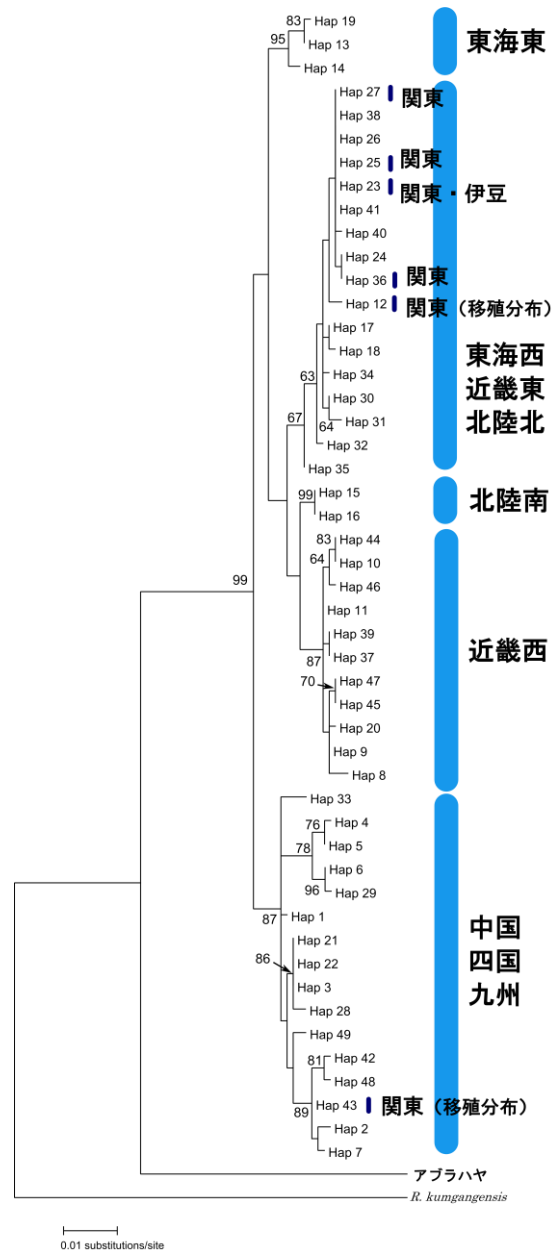 83
Hap 19
Hap 13
95
Hap 14
東海東
Hap 27
関東
Hap 38
Hap 26
Hap 25
関東
Hap 23
関東・伊豆
Hap 41
Hap 40
Hap 24
Hap 36
関東
Hap 12
関東（移殖分布）
Hap 17
Hap 18
Hap 34
63
Hap 30
Hap 31
64
67
Hap 32
Hap 35
東海西
近畿東
北陸北
99
Hap 15
Hap 16
北陸南
83
Hap 44
64
Hap 10
Hap 46
Hap 11
Hap 39
87
Hap 37
70
Hap 47
Hap 45
Hap 20
Hap 9
Hap 8
近畿西
99
Hap 33
76
Hap 4
78
Hap 5
Hap 6
96
Hap 29
87
Hap 1
Hap 21
86
Hap 22
Hap 3
Hap 28
Hap 49
81
Hap 42
Hap 48
89
Hap 43
関東（移殖分布）
Hap 2
Hap 7
中国
四国
九州
アブラハヤ
R. kumgangensis
0.01 substitutions/site